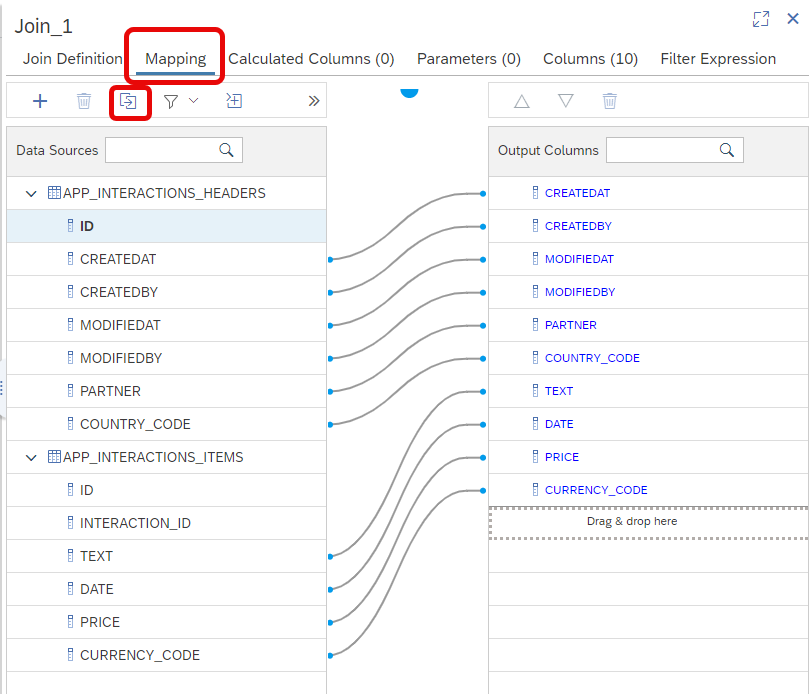 Join_1
Join Definition Mapping Calculated Columns (0) Parameters (0) Columns (10) Filter Expression
Data Sources
APP_INTERACTIONS_HEADERS
ID
CREATEDAT
CREATEDBY
MODIFIEDAT
MODIFIEDBY
PARTNER
COUNTRY_CODE
APP_INTERACTIONS_ITEMS
ID
INTERACTION_ID
TEXT
DATE
PRICE
CURRENCY_CODE
Output Columns
CREATEDAT
CREATEDBY
MODIFIEDAT
MODIFIEDBY
PARTNER
COUNTRY_CODE
TEXT
DATE
PRICE
CURRENCY_CODE
Drag & drop here